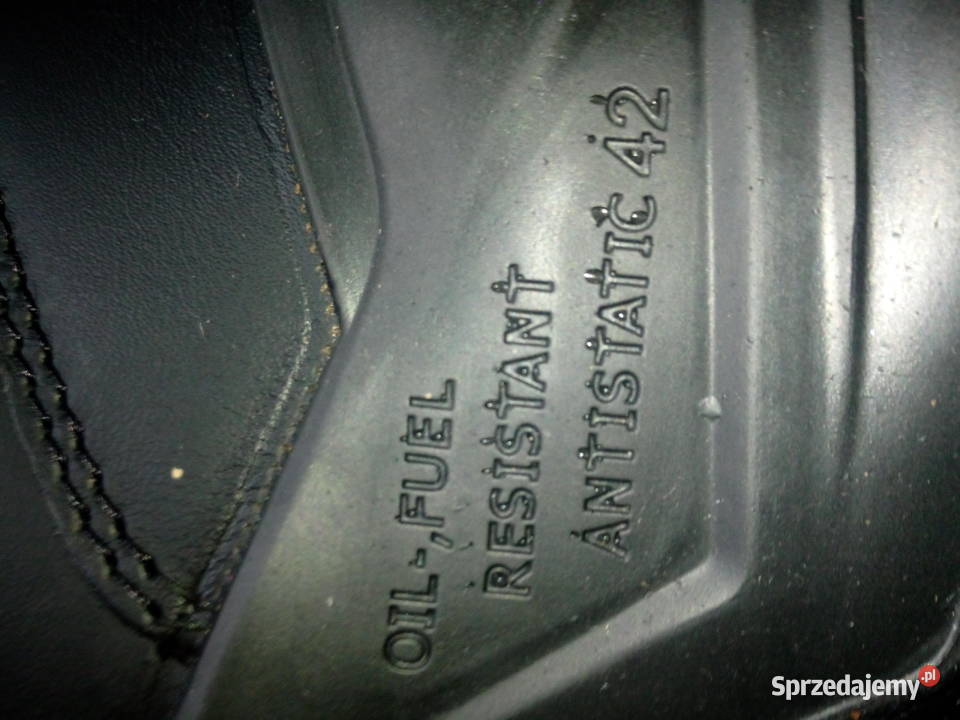 OIL-,FUEL
RESISTANT
ANTISTATIC 42
Sprzedajemy.pl